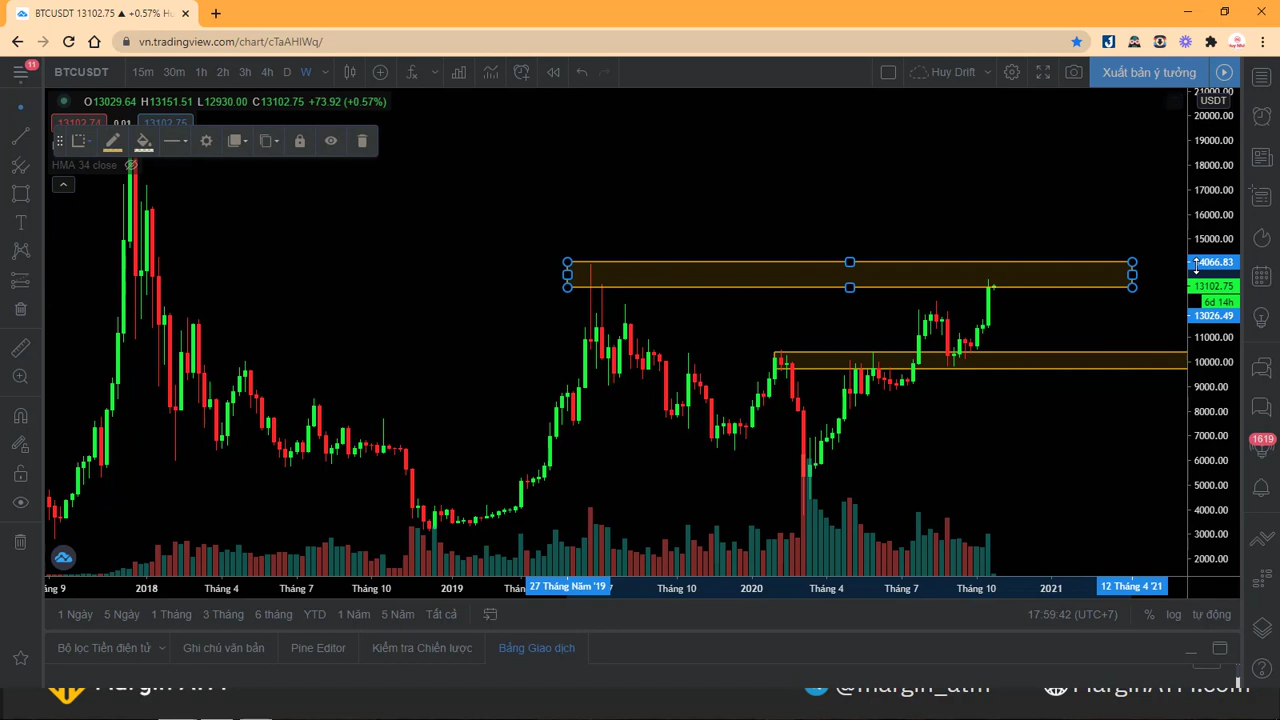 BTCUSDT 13102.75 ▲ +0.57% Hu
vn.tradingview.com/chart/cTaAHIWq/
11
BTCUSDT 15m 30m 1h 2h 3h 4h D W
Huy Drift
Xuất bản ý tưởng
O13029.64 H13151.51 L12930.00 C13102.75 +73.92 (+0.57%)
USDT
13102.74 0.01 13102.75
HMA 34 close
21000.00
20000.00
19000.00
18000.00
17000.00
16000.00
15000.00
14066.83
13102.75
6d 14h
13026.49
11000.00
10000.00
9000.00
8000.00
7000.00
6000.00
5000.00
4000.00
3000.00
2000.00
1619
áng 9 2018 Tháng 4 Tháng 7 Tháng 10 2019 27 Tháng Năm '19 Tháng 10 2020 Tháng 4 Tháng 7 Tháng 10 2021 12 Tháng 4 '21
1 Ngày 5 Ngày 1 Tháng 3 Tháng 6 tháng YTD 1 Năm 5 Năm Tất cả
17:59:42 (UTC+7) % log tự động
Bộ lọc Tiền điện tử Ghi chú văn bản Pine Editor Kiểm tra Chiến lược Bảng Giao dịch
@margin_atm
MarginATM.com